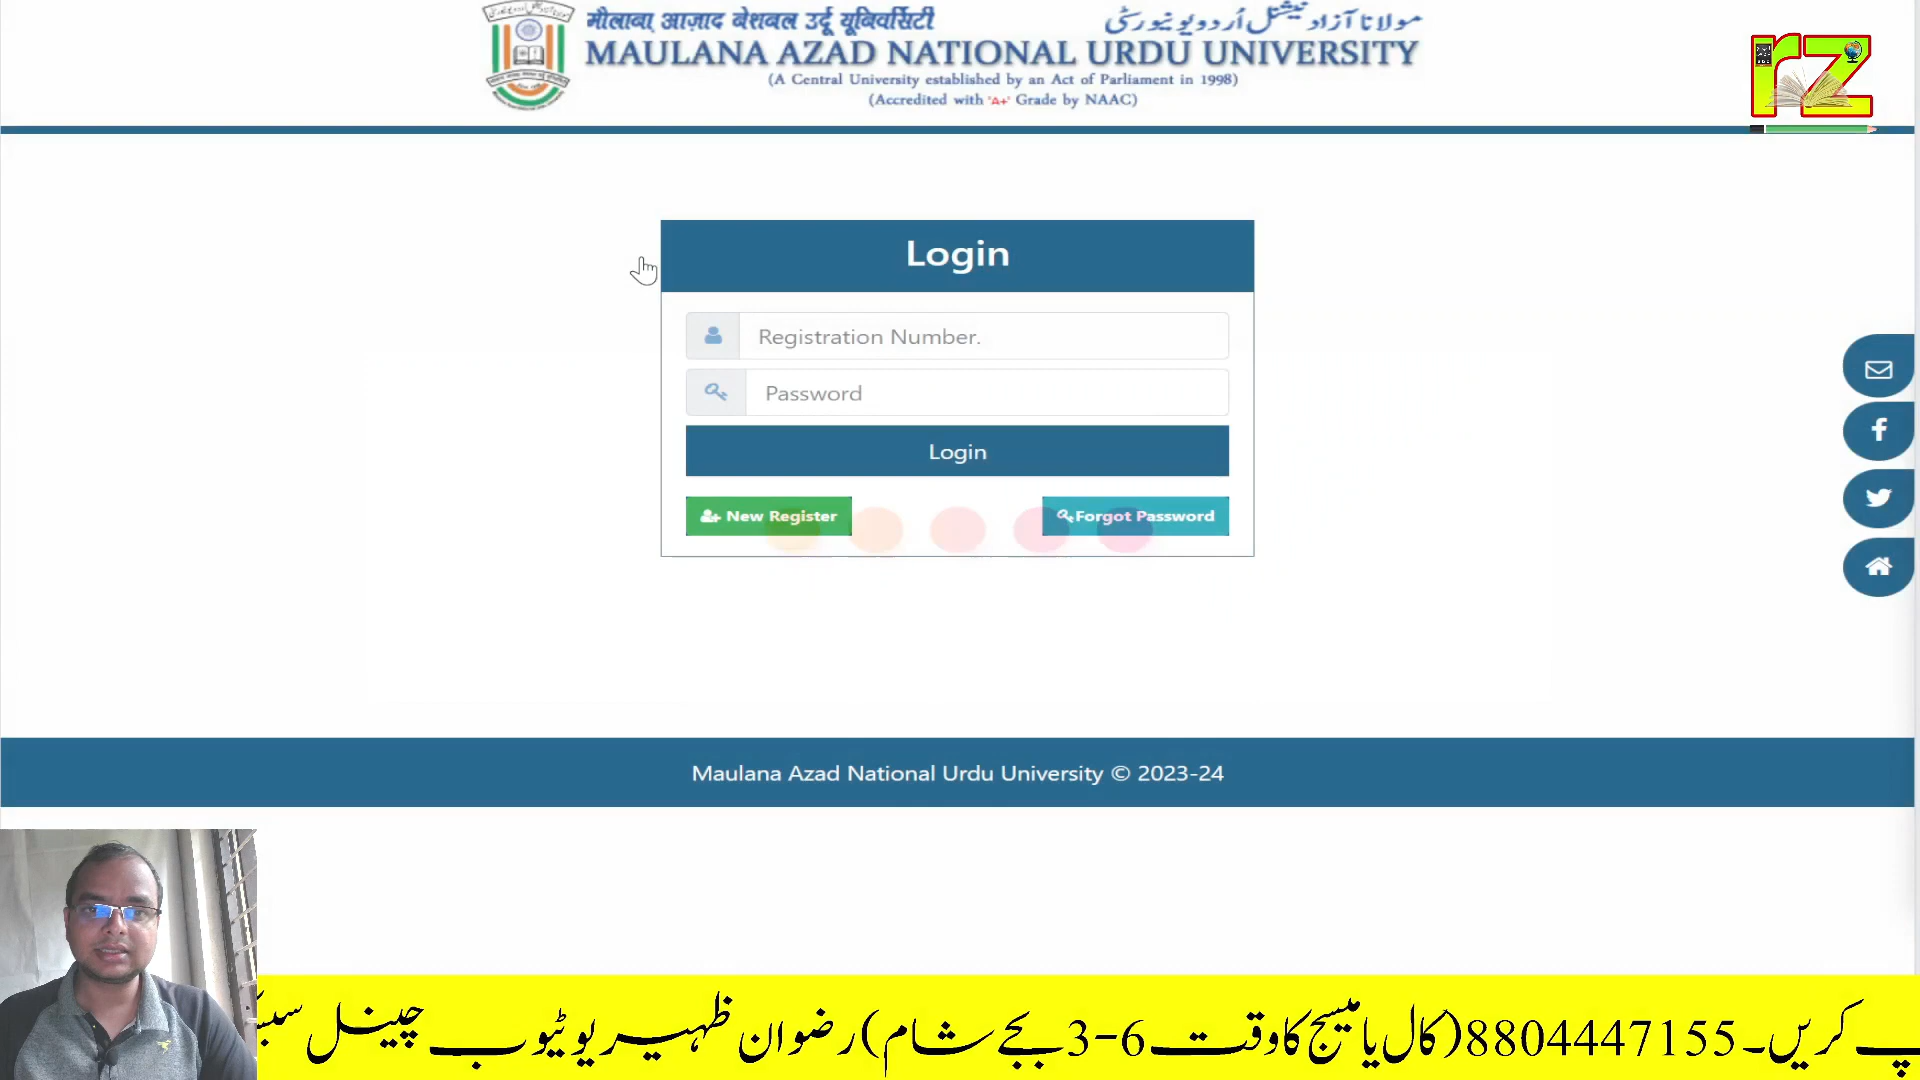 मौलाना आज़ाद नेशनल उर्दू यूनिवर्सिटी
مولانا آزاد نیشنل اُردو یونیورسٹی
MAULANA AZAD NATIONAL URDU UNIVERSITY
(A Central University established by an Act of Parliament in 1998)
(Accredited with 'A+' Grade by NAAC)
rz
Login
Registration Number.
Password
Login
New Register
Forgot Password
Maulana Azad National Urdu University © 2023-24
کریں۔8804447155(کال یا میسج کا وقت 6-3 بجے شام) رضوان ظہیر یو ٹیوب چینل